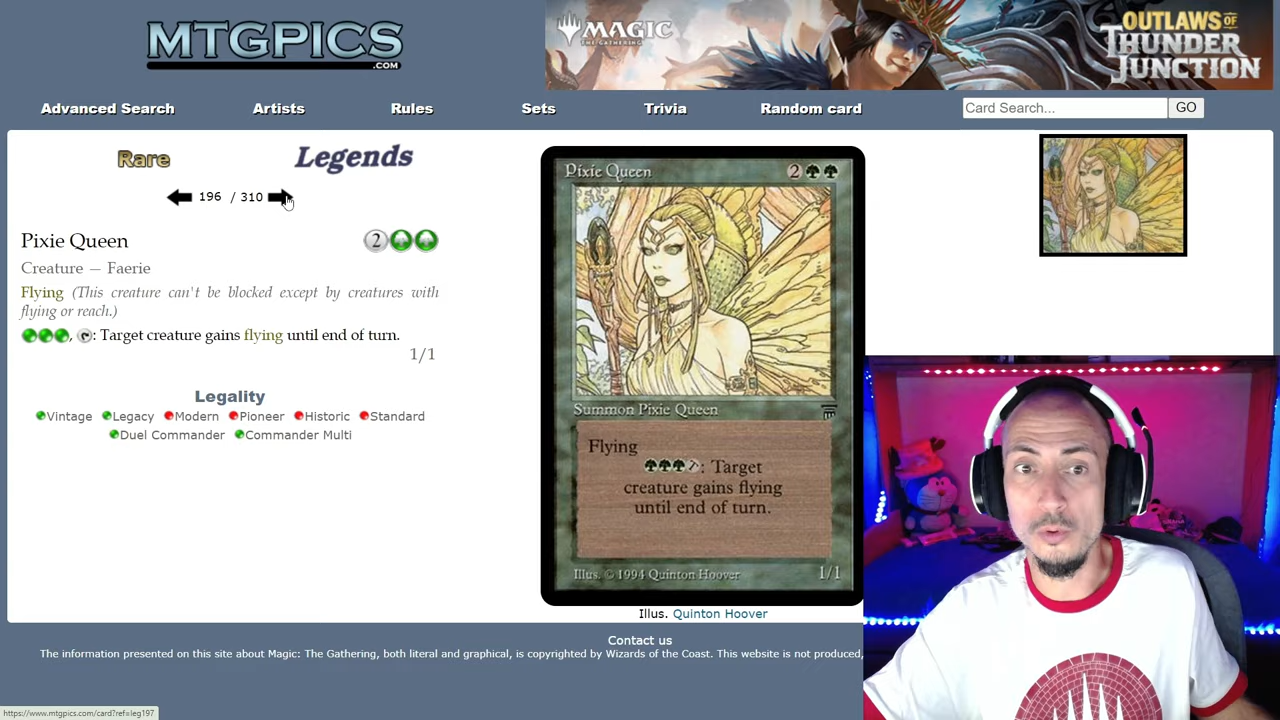 MTGPICS
.COM
MAGIC
THE GATHERING
OUTLAWS OF
THUNDER
JUNCTION
Advanced Search
Artists
Rules
Sets
Trivia
Random card
Card Search...
GO
Rare
Legends
196 / 310
Pixie Queen
2
Creature — Faerie
Flying (This creature can't be blocked except by creatures with
flying or reach.)
: Target creature gains flying until end of turn.
1/1
Legality
Vintage Legacy Modern Pioneer Historic Standard
Duel Commander Commander Multi
Pixie Queen
2
Summon Pixie Queen
Flying
: Target
creature gains flying
until end of turn.
Illus. © 1994 Quinton Hoover
1/1
Illus. Quinton Hoover
Contact us
The information presented on this site about Magic: The Gathering, both literal and graphical, is copyrighted by Wizards of the Coast. This website is not produced,
https://www.mtgpics.com/card?ref=leg197